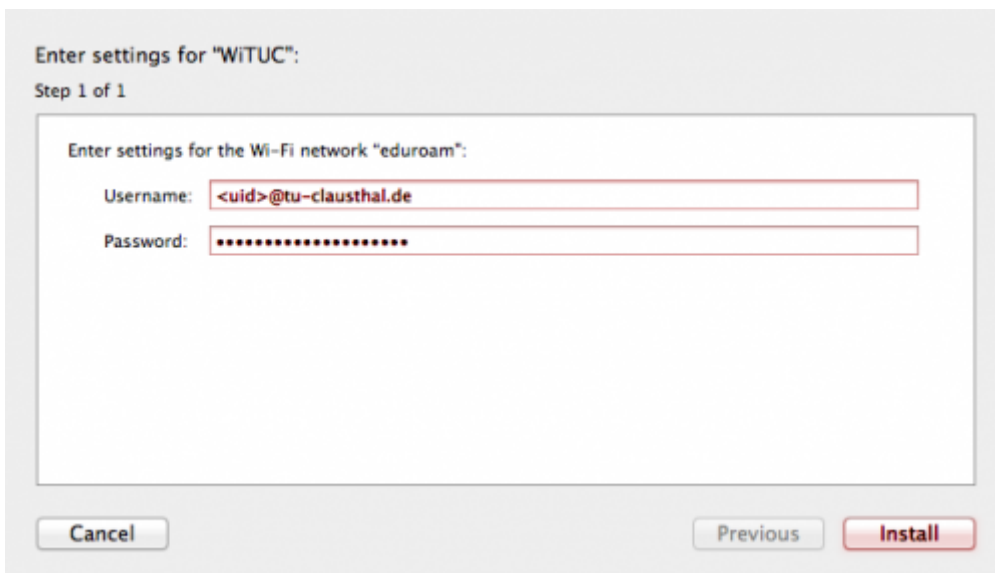 Enter settings for "WiTUC":
Step 1 of 1
Enter settings for the Wi-Fi network "eduroam":
Username: <uid>@tu-clausthal.de
Password: ••••••••••••••••••••
Cancel Previous Install